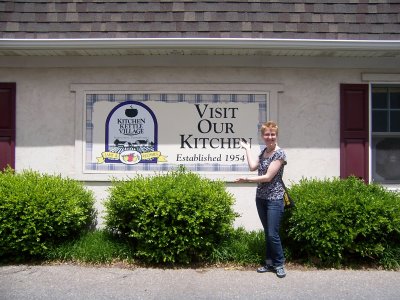 KITCHEN
KETTLE
VILLAGE
VISIT
OUR
KITCHEN
Established 1954